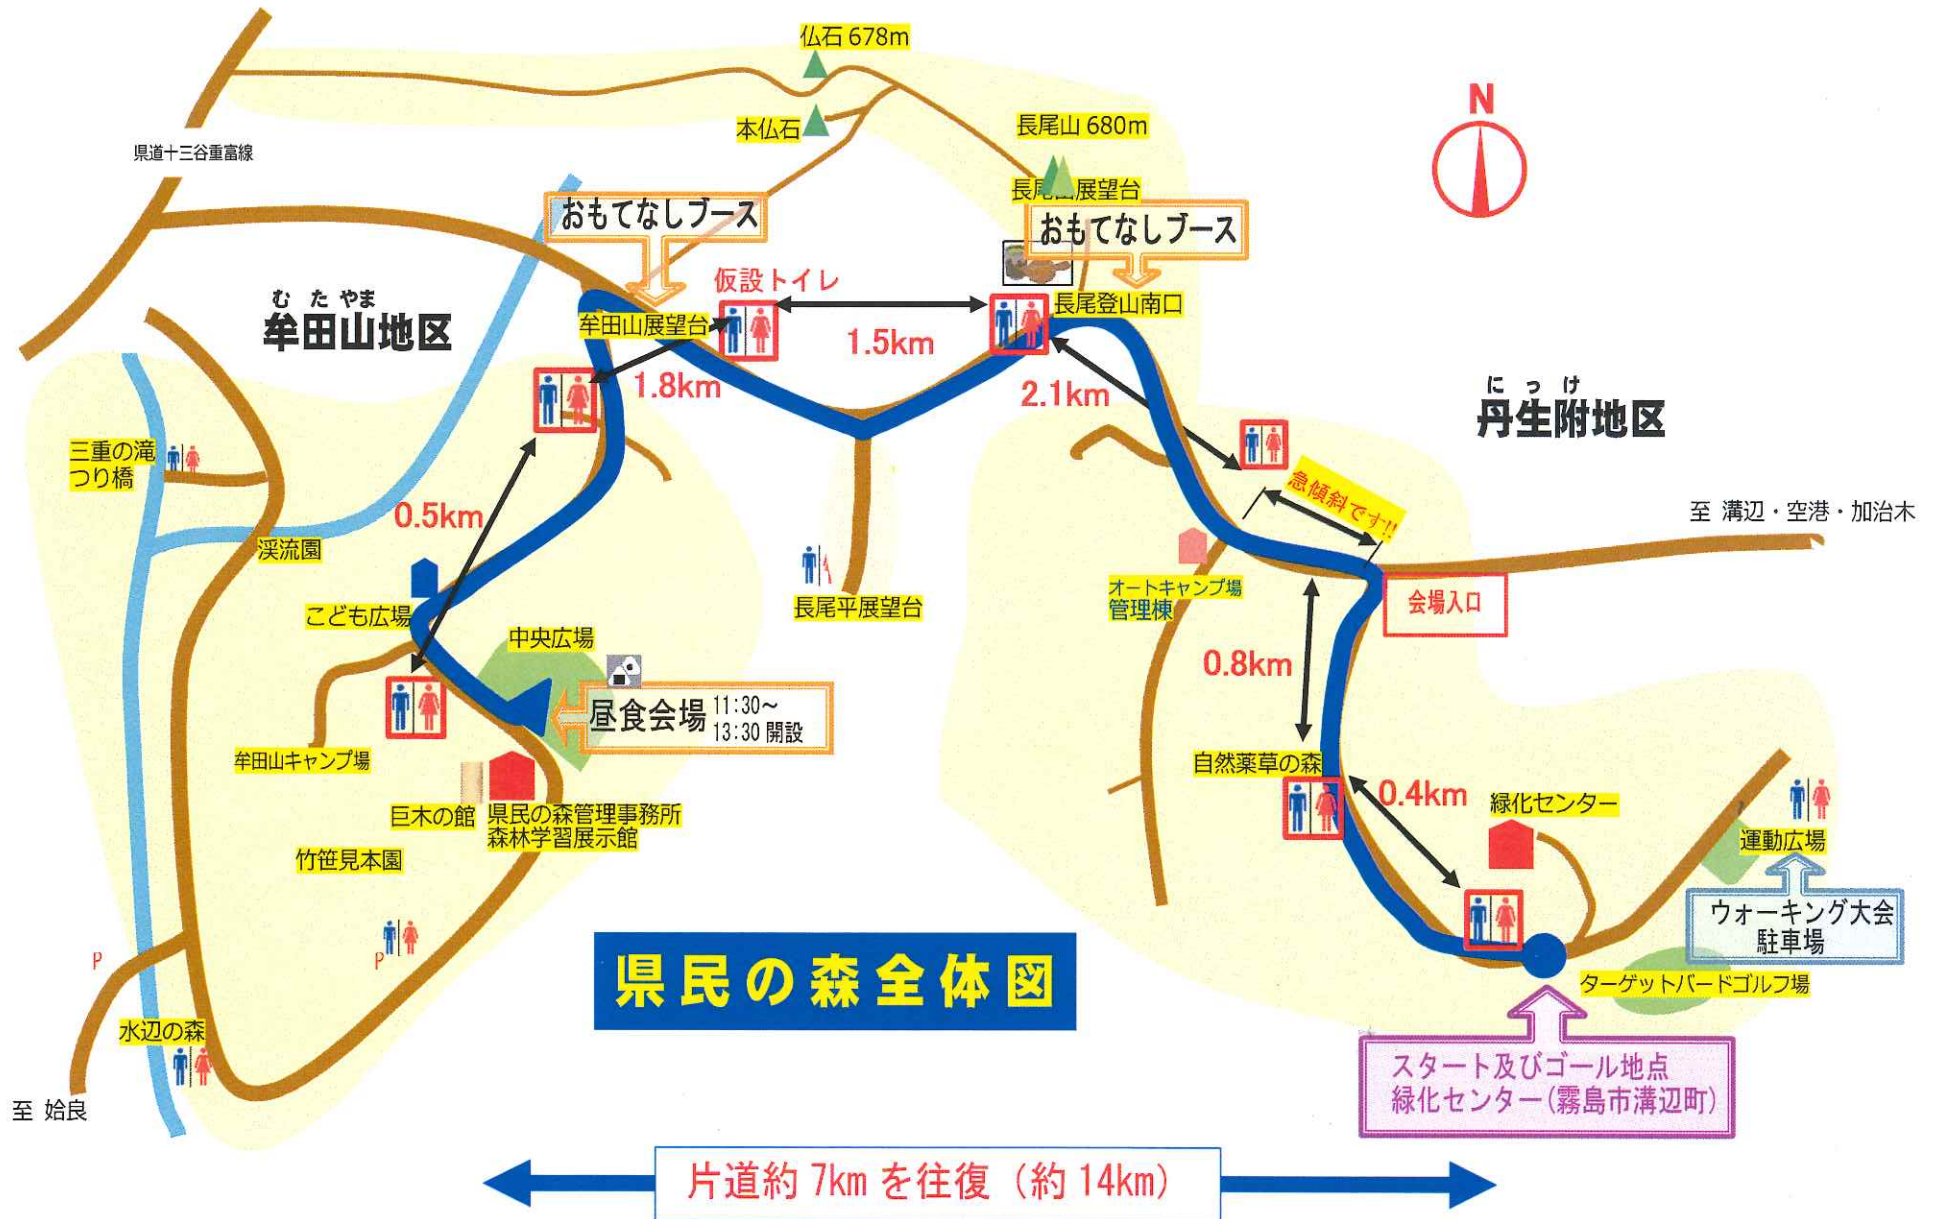 仏石 678m
本仏石
長尾山 680m
長尾山展望台
N
県道十三谷重富線
おもてなしブース
おもてなしブース
仮設トイレ
長尾登山南口
牟田山展望台
む た やま
牟田山地区
1.5km
1.8km
2.1km
に っ け
丹生附地区
三重の滝
つり橋
0.5km
急傾斜です!!
至 溝辺・空港・加治木
渓流園
オートキャンプ場
管理棟
会場入口
こども広場
長尾平展望台
中央広場
0.8km
昼食会場 11:30～
13:30 開設
牟田山キャンプ場
自然薬草の森
0.4km
緑化センター
巨木の館
県民の森管理事務所
森林学習展示館
運動広場
竹笹見本園
ウォーキング大会
駐車場
P
P
県民の森全体図
ターゲットバードゴルフ場
水辺の森
スタート及びゴール地点
緑化センター(霧島市溝辺町)
至 姶良
片道約 7km を往復（約 14km）